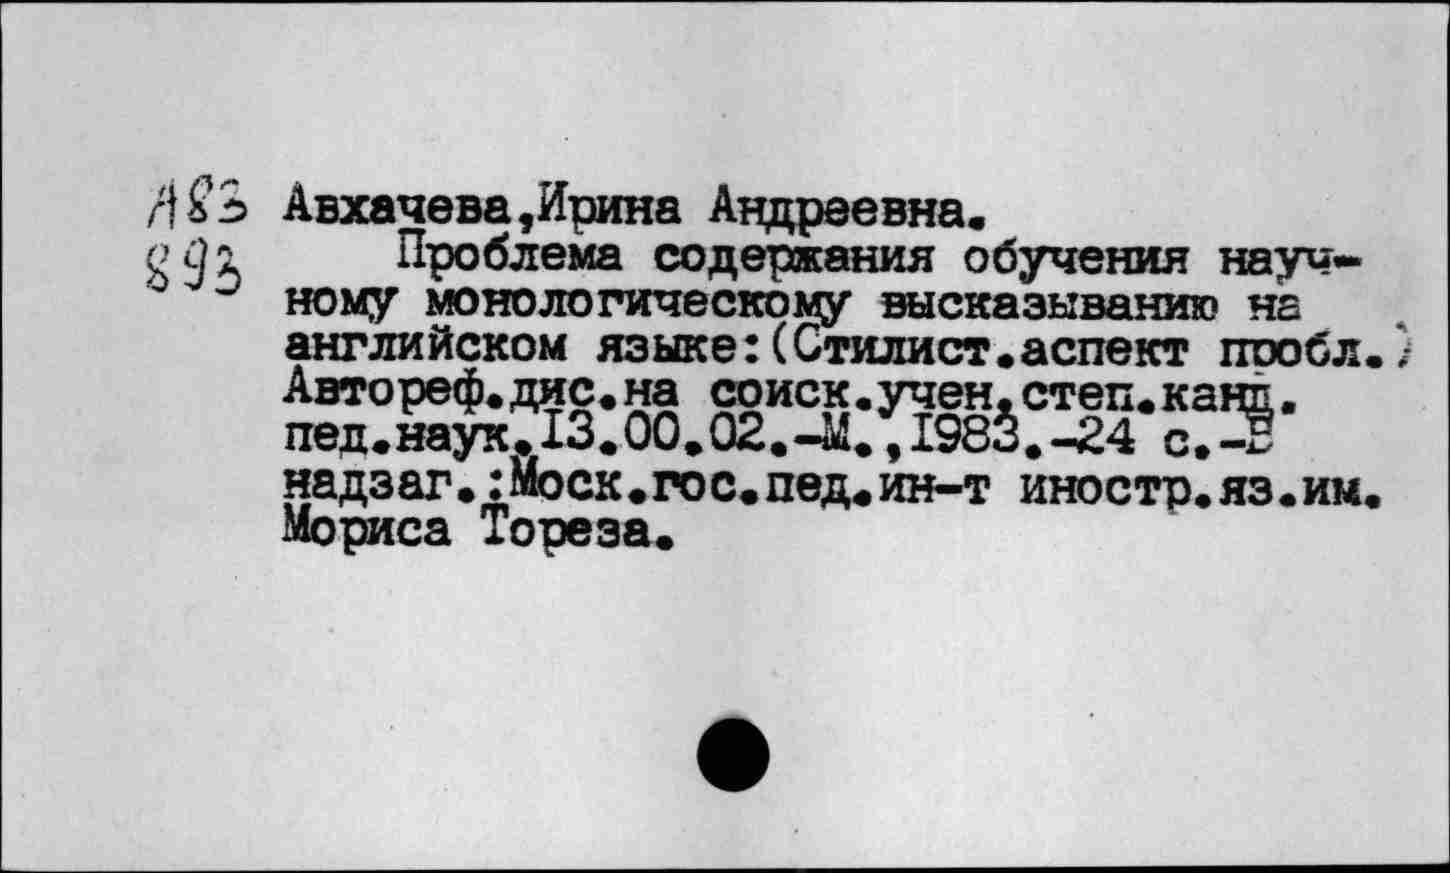 А83 Авхачева,Ирина Андреевна.
893 Проблема содержания обучения науч-
ному монологическому высказыванию на
английском языке:(Стилист.аспект пробл.)
Автореф.дис.на соиск.учен.степ.канд.
пед.наук.13.00.02.-М.,1983.-24 с.-В
надзаг.:Моск.гос.пед.ин-т иностр.яз.им.
Мориса Тореза.